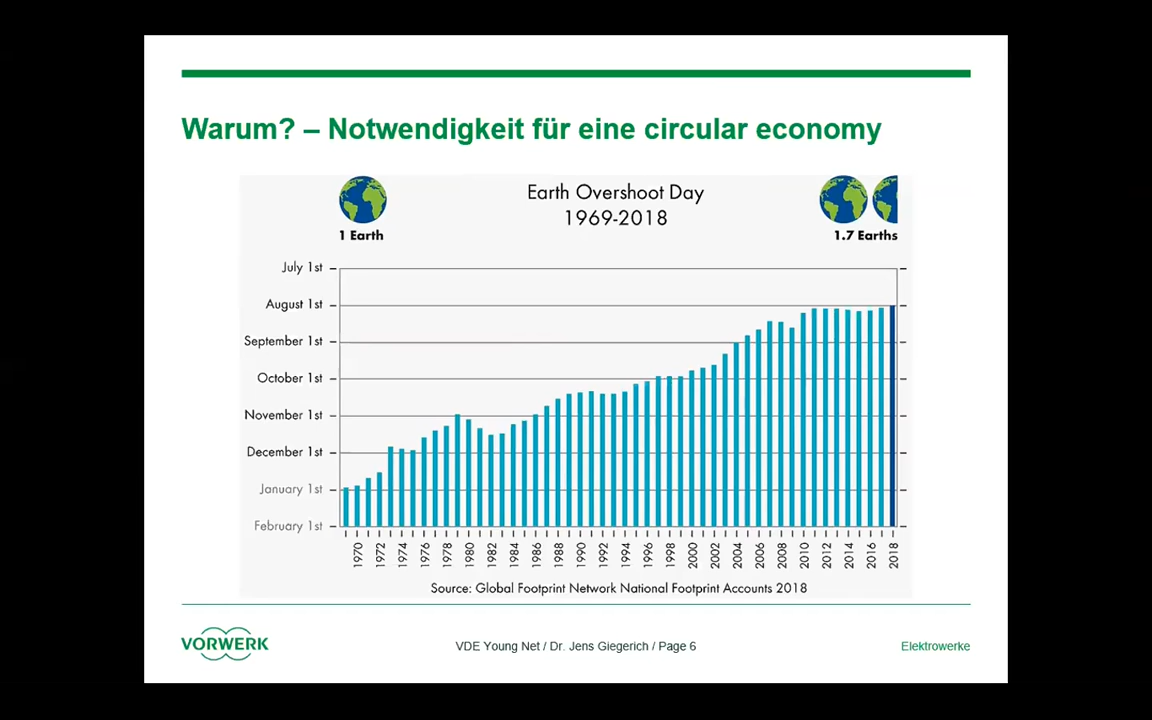 Warum? – Notwendigkeit für eine circular economy
Earth Overshoot Day
1969-2018
1 Earth
1.7 Earths
July 1st
August 1st
September 1st
October 1st
November 1st
December 1st
January 1st
February 1st
1970
1972
1974
1976
1978
1980
1982
1984
1986
1988
1990
1992
1994
1996
1998
2000
2002
2004
2006
2008
2010
2012
2014
2016
2018
Source: Global Footprint Network National Footprint Accounts 2018
VORWERK
VDE Young Net / Dr. Jens Giegerich / Page 6
Elektrowerke